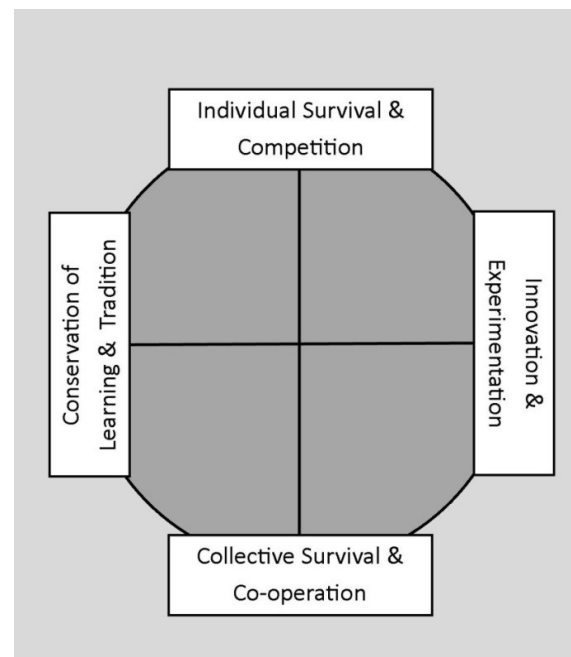 Individual Survival &
Competition
Conservation of
Learning & Tradition
Innovation &
Experimentation
Collective Survival &
Co-operation